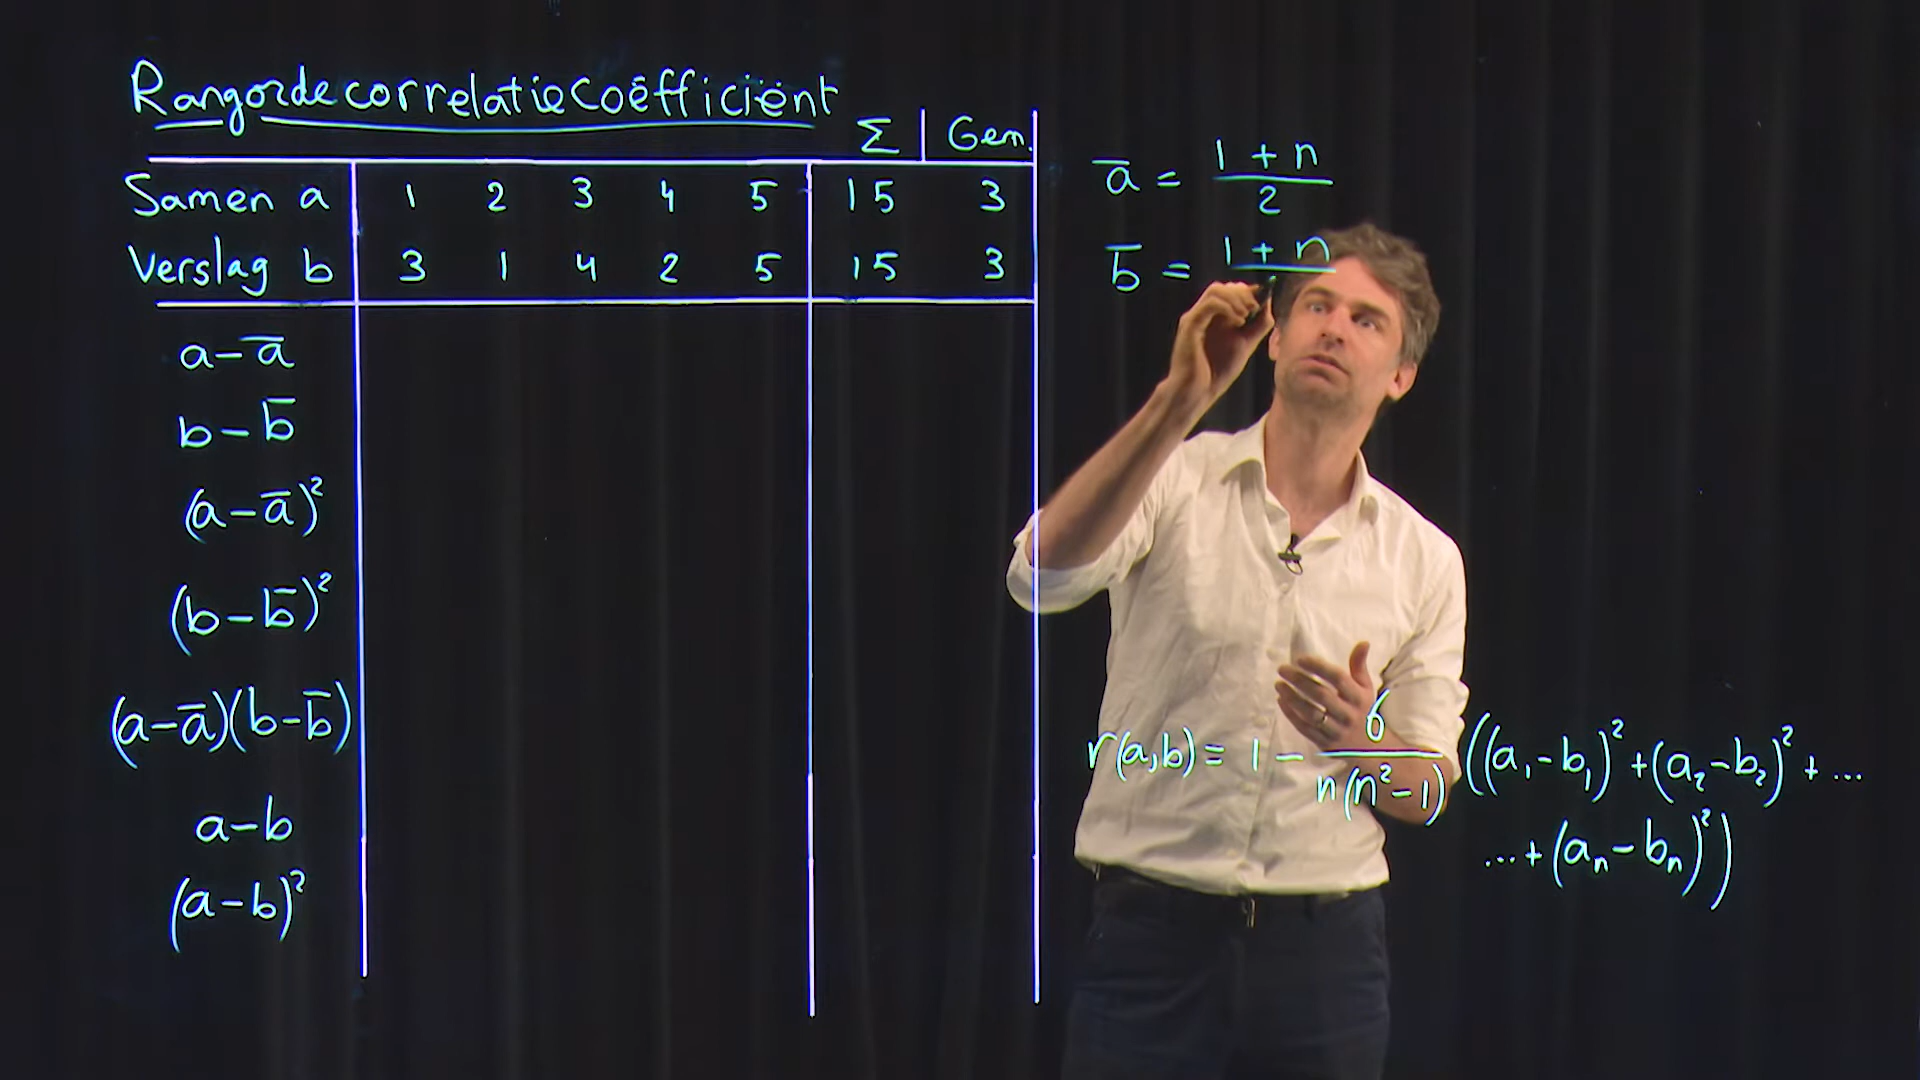 Rangordecorrelatiecoëfficiënt
Σ Gem.
Samen a 1 2 3 4 5 15 3
Verslag b 3 1 4 2 5 15 3
a - a̅
b - b̅
(a - a̅)²
(b - b̅)²
(a - a̅)(b - b̅)
a - b
(a - b)²
a̅ = 1 + n
2
b̅ = 1 + n
r(a,b) = 1 - 6 ((a₁ - b₁)² + (a₂ - b₂)² + ...
n(n² - 1)
... + (aₙ - bₙ)²)